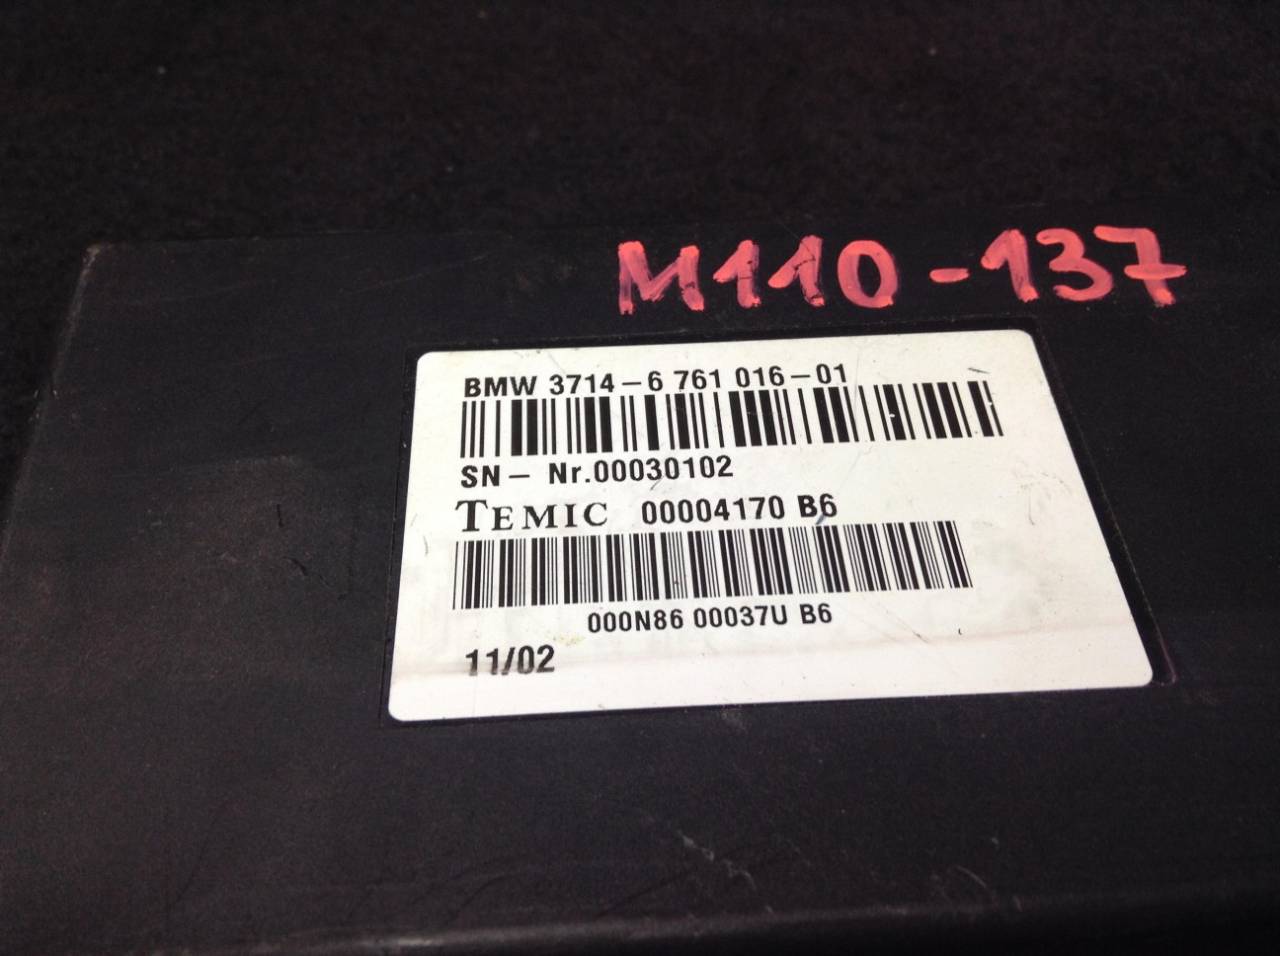 M110-137
BMW 3714-6 761 016-01
SN- Nr.00030102
TEMIC 00004170 B6
000N86 00037U B6
11/02